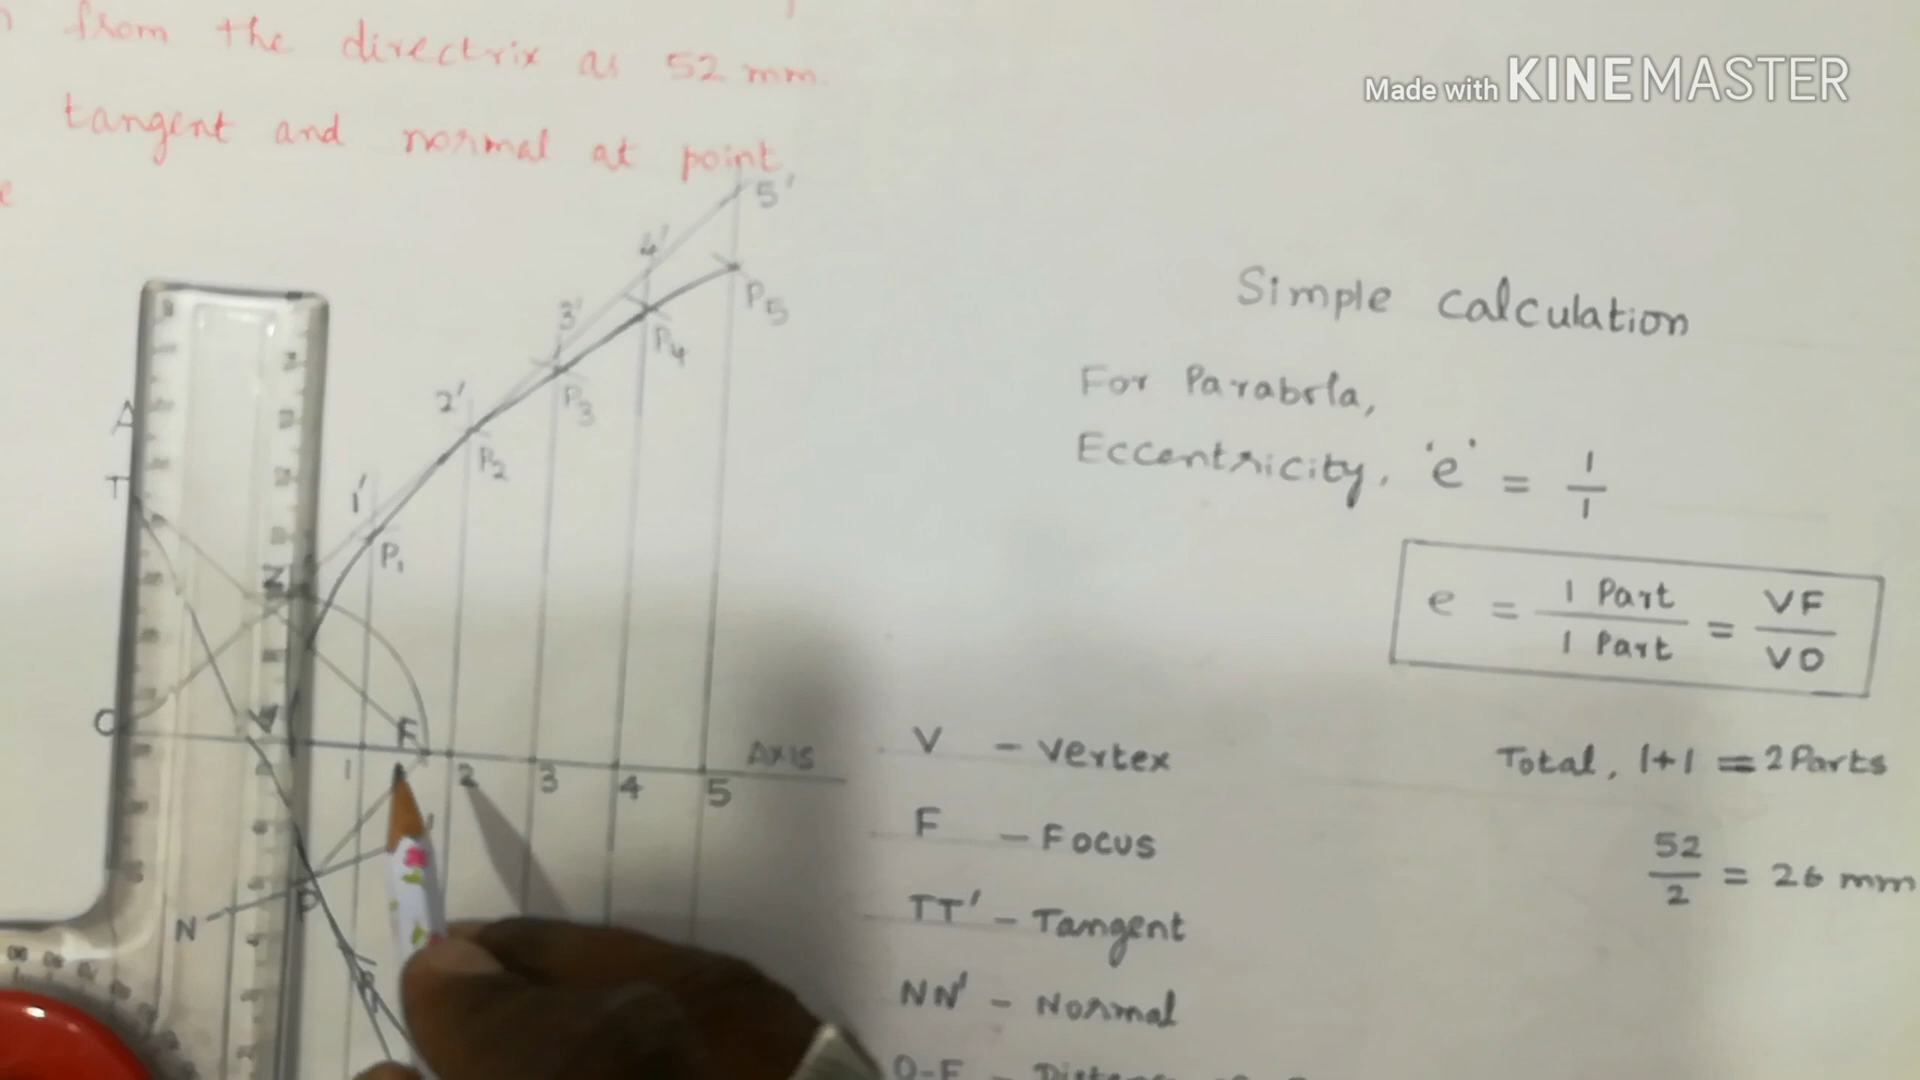 from the directrix as 52 mm.
tangent and normal at point
Made with KINEMASTER
5'
4'
P5
3'
P4
2'
P3
A
P2
T
1'
P1
F
Axis
1 2 3 4 5
N
P
Simple Calculation
For Parabola,
Eccentricity, 'e' = 1/1
e = 1 Part / 1 Part = VF / VO
Total, 1+1 = 2 Parts
52/2 = 26 mm
V - Vertex
F - Focus
TT' - Tangent
NN' - Normal
O-F